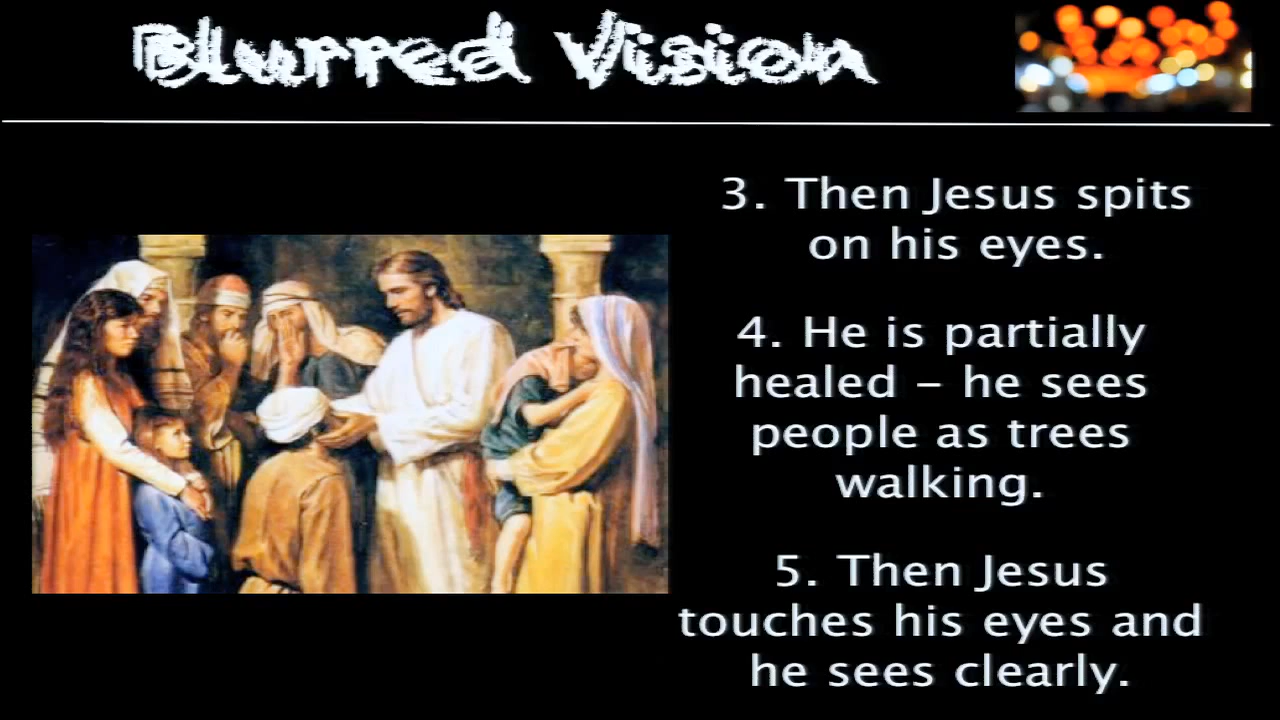 Blurred Vision
3. Then Jesus spits
on his eyes.
4. He is partially
healed – he sees
people as trees
walking.
5. Then Jesus
touches his eyes and
he sees clearly.